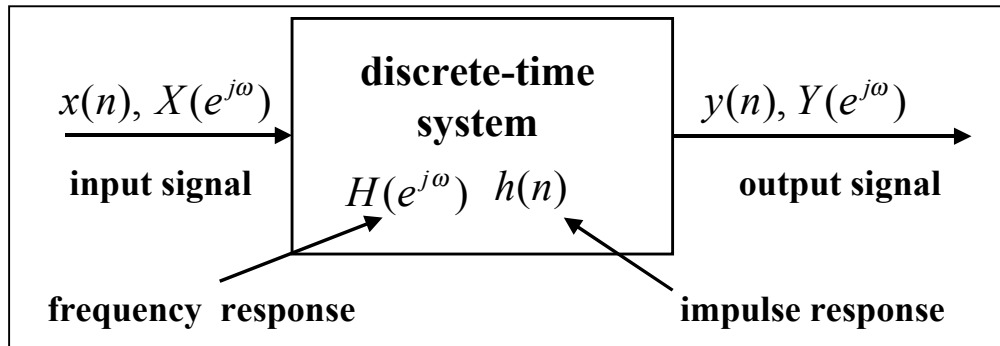 discrete-time
system
x(n), X(e^{jω})
y(n), Y(e^{jω})
input signal
output signal
H(e^{jω}) h(n)
frequency response
impulse response